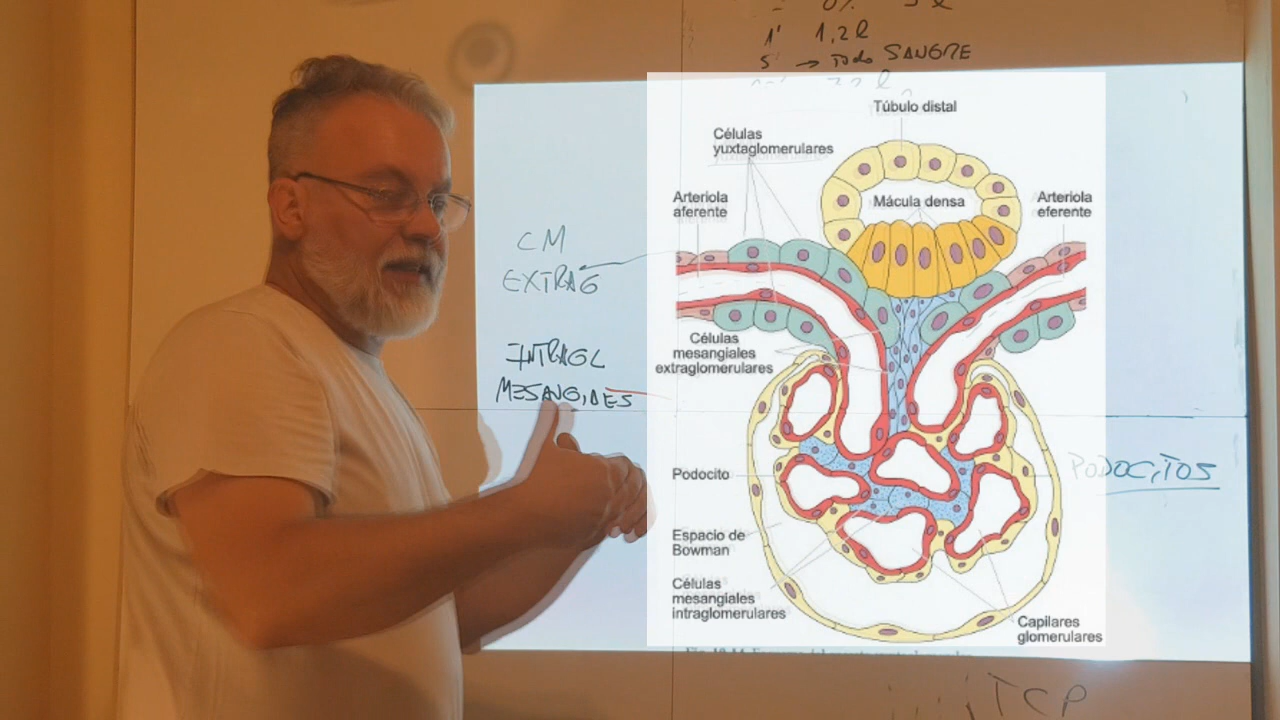 1' 1,2 l
5' → TODO SANGRE
Túbulo distal
Células
yuxtaglomerulares
Arteriola
aferente
Mácula densa
Arteriola
eferente
CM
EXTRAG
Células
mesangiales
extraglomerulares
INTRAGL
MESANGIALES
Podocito
PODOCITOS
Espacio de
Bowman
Células
mesangiales
intraglomerulares
Capilares
glomerulares
TCP